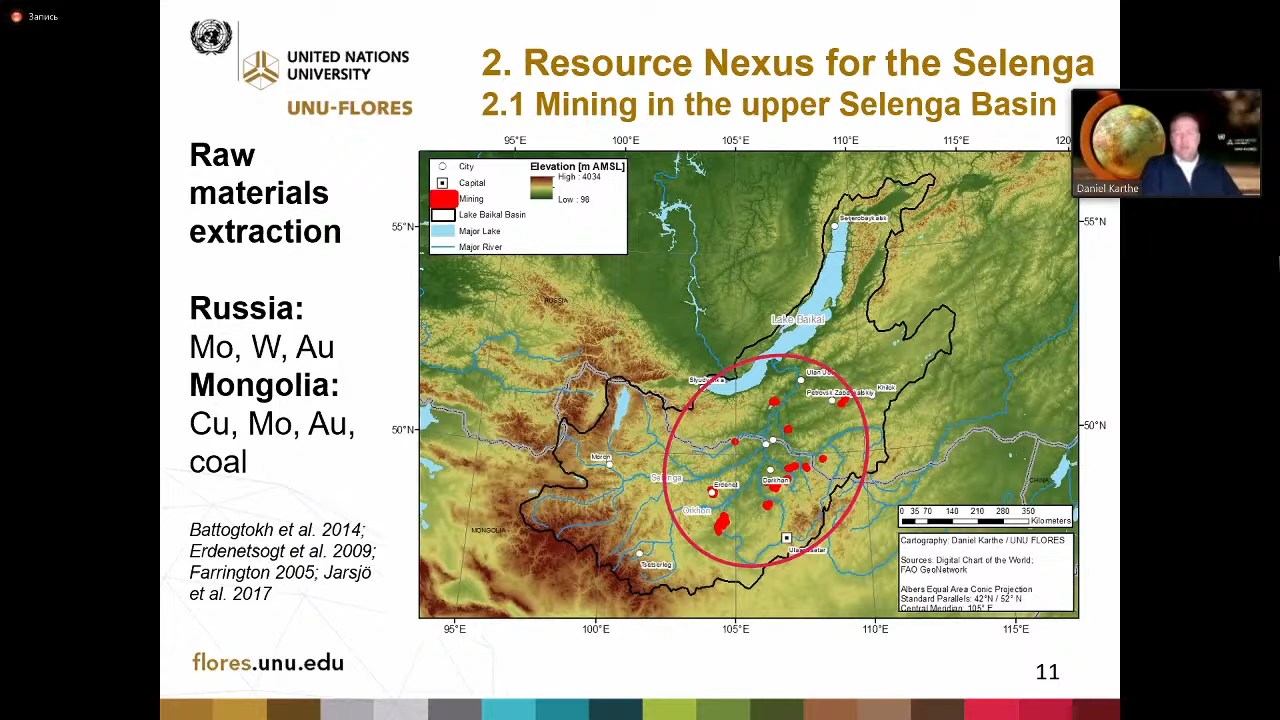 Запись
UNITED NATIONS
UNIVERSITY
UNU-FLORES
2. Resource Nexus for the Selenga
2.1 Mining in the upper Selenga Basin
Daniel Karthe
Raw
materials
extraction
Russia:
Mo, W, Au
Mongolia:
Cu, Mo, Au,
coal
Battogtokh et al. 2014;
Erdenetsogt et al. 2009;
Farrington 2005; Jarsjö
et al. 2017
flores.unu.edu
95°E
100°E
105°E
110°E
115°E
120
City
Capital
Mining
Lake Baikal Basin
Major Lake
Major River
Elevation [m AMSL]
High : 4034
Low : 98
55°N
55°N
50°N
50°N
RUSSIA
Severobaykalsk
Lake Baikal
Ulan Ude
Petrovsk Zabaykalskiy
Khilok
Moron
Selenga
Erdenet
Darkhan
Orkhon
MONGOLIA
CHINA
Ulaanbaatar
Tsetserleg
0 35 70 140 210 280 350
Kilometers
Cartography: Daniel Karthe / UNU FLORES
Sources: Digital Chart of the World;
FAO GeoNetwork
Albers Equal Area Conic Projection
Standard Parallels: 42°N / 52° N
Central Meridian: 105° E
95°E
100°E
105°E
110°E
115°E
11